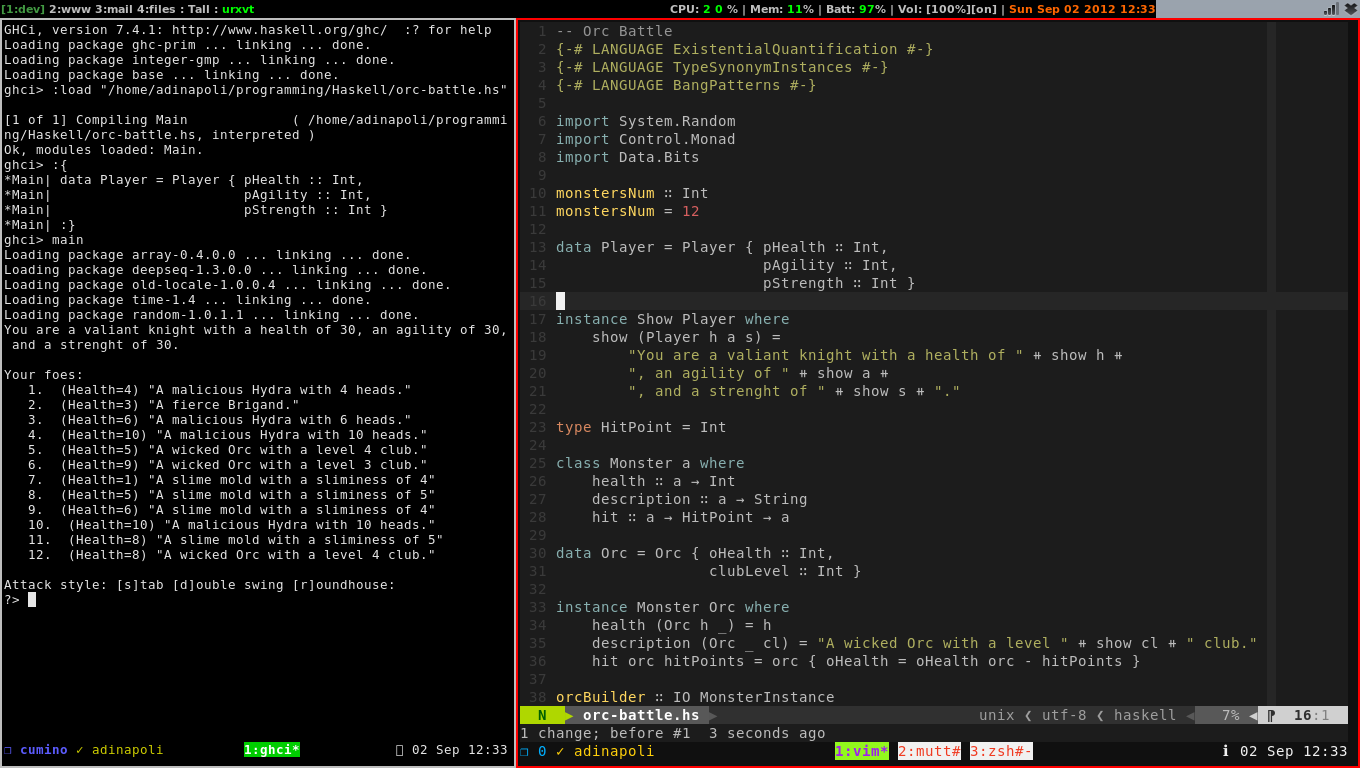 [1:dev] 2:www 3:mail 4:files : Tall : urxvt
CPU: 2 0 % | Mem: 11% | Batt: 97% | Vol: [100%][on] | Sun Sep 02 2012 12:33
GHCi, version 7.4.1: http://www.haskell.org/ghc/  :? for help
Loading package ghc-prim ... linking ... done.
Loading package integer-gmp ... linking ... done.
Loading package base ... linking ... done.
ghci> :load "/home/adinapoli/programming/Haskell/orc-battle.hs"
[1 of 1] Compiling Main             ( /home/adinapoli/programmi
ng/Haskell/orc-battle.hs, interpreted )
Ok, modules loaded: Main.
ghci> :{
*Main| data Player = Player { pHealth :: Int,
*Main|                        pAgility :: Int,
*Main|                        pStrength :: Int }
*Main| :}
ghci> main
Loading package array-0.4.0.0 ... linking ... done.
Loading package deepseq-1.3.0.0 ... linking ... done.
Loading package old-locale-1.0.0.4 ... linking ... done.
Loading package time-1.4 ... linking ... done.
Loading package random-1.0.1.1 ... linking ... done.
You are a valiant knight with a health of 30, an agility of 30,
 and a strenght of 30.
Your foes:
   1.  (Health=4) "A malicious Hydra with 4 heads."
   2.  (Health=3) "A fierce Brigand."
   3.  (Health=6) "A malicious Hydra with 6 heads."
   4.  (Health=10) "A malicious Hydra with 10 heads."
   5.  (Health=5) "A wicked Orc with a level 4 club."
   6.  (Health=9) "A wicked Orc with a level 3 club."
   7.  (Health=1) "A slime mold with a sliminess of 4"
   8.  (Health=5) "A slime mold with a sliminess of 5"
   9.  (Health=6) "A slime mold with a sliminess of 4"
   10.  (Health=10) "A malicious Hydra with 10 heads."
   11.  (Health=8) "A slime mold with a sliminess of 5"
   12.  (Health=8) "A wicked Orc with a level 4 club."
Attack style: [s]tab [d]ouble swing [r]oundhouse:
?>
❐ cumino ✓ adinapoli 1:ghci* 02 Sep 12:33
1 -- Orc Battle
2 {-# LANGUAGE ExistentialQuantification #-}
3 {-# LANGUAGE TypeSynonymInstances #-}
4 {-# LANGUAGE BangPatterns #-}
5
6 import System.Random
7 import Control.Monad
8 import Data.Bits
9
10 monstersNum ∷ Int
11 monstersNum = 12
12
13 data Player = Player { pHealth ∷ Int,
14                        pAgility ∷ Int,
15                        pStrength ∷ Int }
16
17 instance Show Player where
18     show (Player h a s) =
19         "You are a valiant knight with a health of " ⧺ show h ⧺
20         ", an agility of " ⧺ show a ⧺
21         ", and a strenght of " ⧺ show s ⧺ "."
22
23 type HitPoint = Int
24
25 class Monster a where
26     health ∷ a → Int
27     description ∷ a → String
28     hit ∷ a → HitPoint → a
29
30 data Orc = Orc { oHealth ∷ Int,
31                  clubLevel ∷ Int }
32
33 instance Monster Orc where
34     health (Orc h _) = h
35     description (Orc _ cl) = "A wicked Orc with a level " ⧺ show cl ⧺ " club."
36     hit orc hitPoints = orc { oHealth = oHealth orc - hitPoints }
37
38 orcBuilder ∷ IO MonsterInstance
N orc-battle.hs unix ❮ utf-8 ❮ haskell 7% ⁋ 16:1
1 change; before #1  3 seconds ago
❐ 0 ✓ adinapoli 1:vim* 2:mutt# 3:zsh#- ℹ 02 Sep 12:33